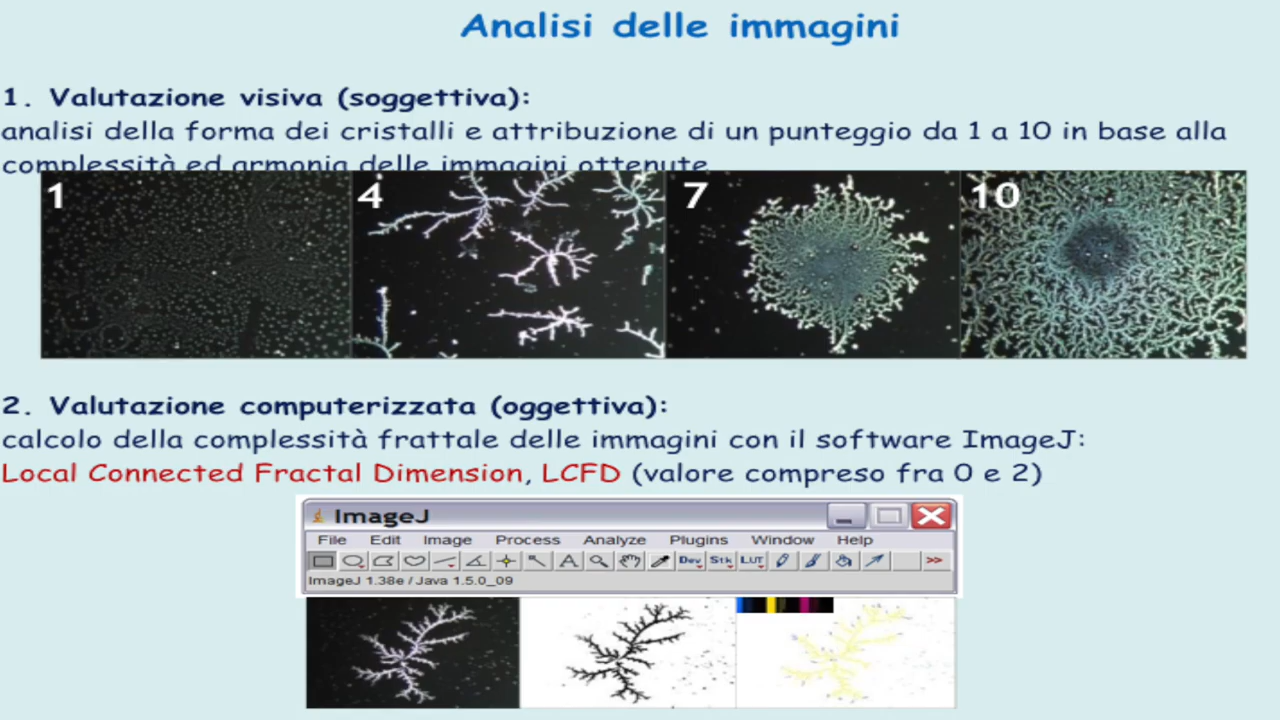 Analisi delle immagini
1. Valutazione visiva (soggettiva):
analisi della forma dei cristalli e attribuzione di un punteggio da 1 a 10 in base alla
complessità ed armonia delle immagini ottenute
1 4 7 10
2. Valutazione computerizzata (oggettiva):
calcolo della complessità frattale delle immagini con il software ImageJ:
Local Connected Fractal Dimension, LCFD (valore compreso fra 0 e 2)
ImageJ
File Edit Image Process Analyze Plugins Window Help
A Dev Stk LUT >>
ImageJ 1.38e / Java 1.5.0_09